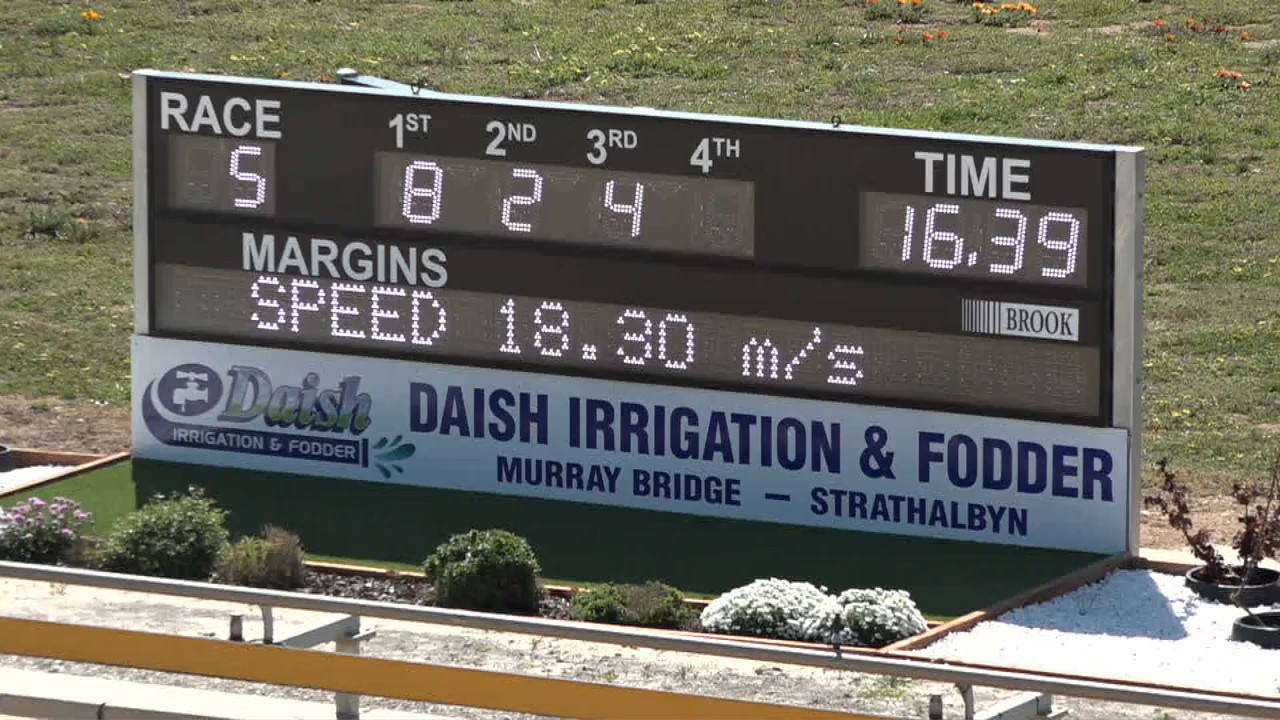 RACE 1ST 2ND 3RD 4TH TIME
5 8 2 4 16.39
MARGINS
SPEED 18.30 m/s
BROOK
Daish
IRRIGATION & FODDER
DAISH IRRIGATION & FODDER
MURRAY BRIDGE – STRATHALBYN